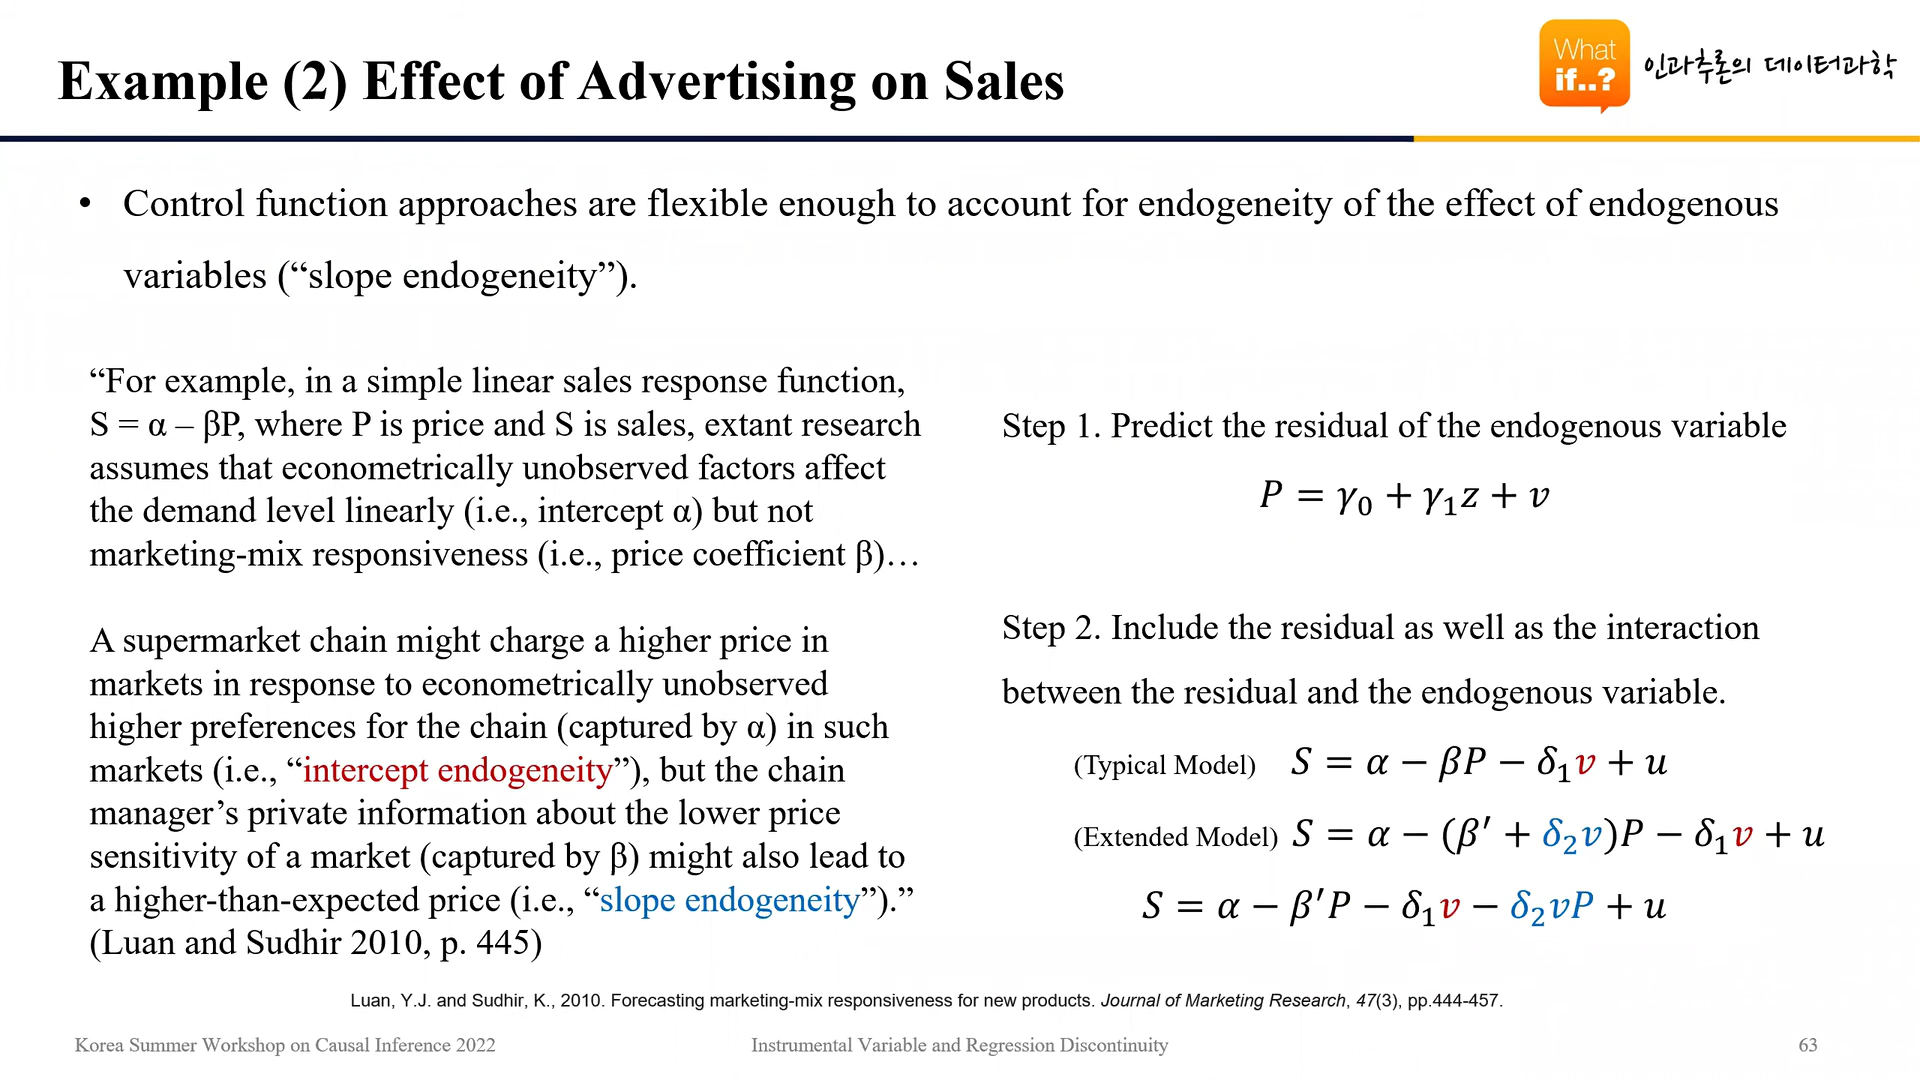 Example (2) Effect of Advertising on Sales
What
if..?
인과추론의 데이터과학
• Control function approaches are flexible enough to account for endogeneity of the effect of endogenous
variables (“slope endogeneity”).
“For example, in a simple linear sales response function,
S = α – βP, where P is price and S is sales, extant research
assumes that econometrically unobserved factors affect
the demand level linearly (i.e., intercept α) but not
marketing-mix responsiveness (i.e., price coefficient β)…
A supermarket chain might charge a higher price in
markets in response to econometrically unobserved
higher preferences for the chain (captured by α) in such
markets (i.e., “intercept endogeneity”), but the chain
manager’s private information about the lower price
sensitivity of a market (captured by β) might also lead to
a higher-than-expected price (i.e., “slope endogeneity”).”
(Luan and Sudhir 2010, p. 445)
Step 1. Predict the residual of the endogenous variable
P = γ₀ + γ₁z + v
Step 2. Include the residual as well as the interaction
between the residual and the endogenous variable.
(Typical Model) S = α − βP − δ₁v + u
(Extended Model) S = α − (β′ + δ₂v)P − δ₁v + u
S = α − β′P − δ₁v − δ₂vP + u
Luan, Y.J. and Sudhir, K., 2010. Forecasting marketing-mix responsiveness for new products. Journal of Marketing Research, 47(3), pp.444-457.
Korea Summer Workshop on Causal Inference 2022
Instrumental Variable and Regression Discontinuity
63